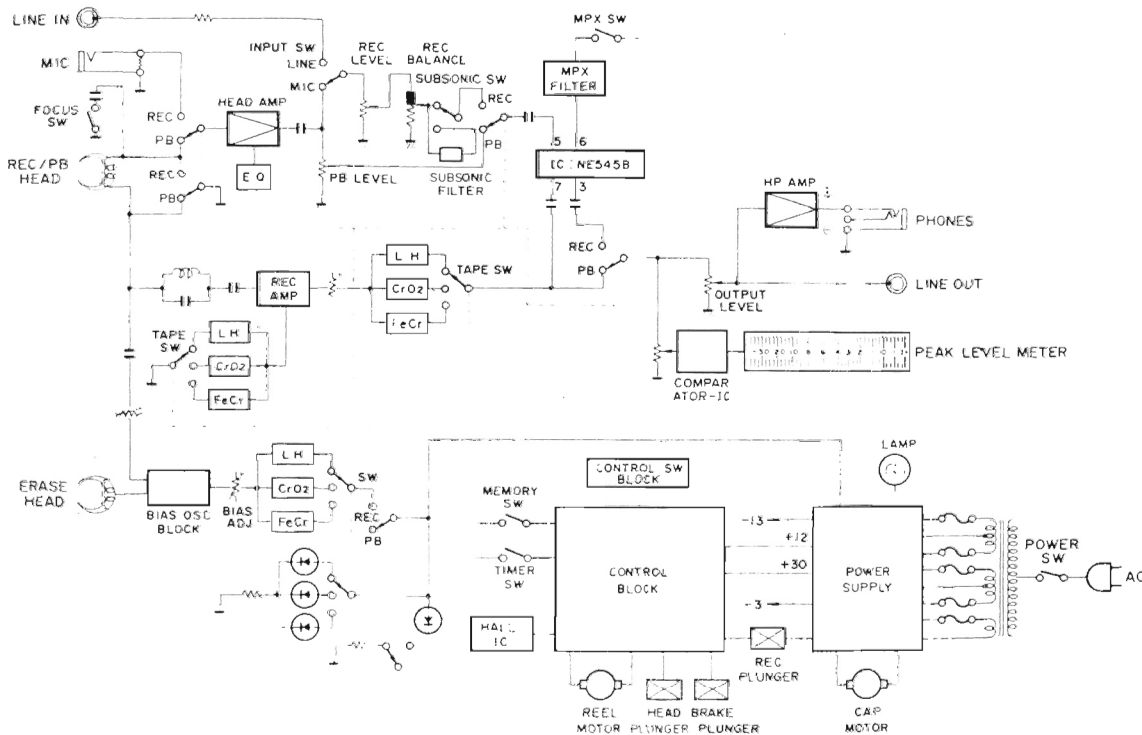 LINE IN
MIC
FOCUS
SW
REC/PB
HEAD
REC
PB
REC
PB
HEAD AMP
EQ
INPUT SW
LINE
MIC
REC
LEVEL
REC
BALANCE
SUBSONIC SW
REC
PB
SUBSONIC
FILTER
PB LEVEL
MPX SW
MPX
FILTER
5 6
IC NE545B
7 3
HP AMP
PHONES
REC
PB
OUTPUT
LEVEL
LINE OUT
REC
AMP
LH
CrO2
FeCr
TAPE SW
TAPE
SW
LH
CrO2
FeCr
COMPAR
ATOR-IC
PEAK LEVEL METER
ERASE
HEAD
BIAS OSC
BLOCK
BIAS
ADJ
LH
CrO2
FeCr
SW
REC
PB
CONTROL SW
BLOCK
MEMORY
SW
TIMER
SW
HALL
IC
CONTROL
BLOCK
-13
+12
+30
-3
POWER
SUPPLY
LAMP
POWER
SW
AC
REC
PLUNGER
REEL
MOTOR
HEAD
PLUNGER
BRAKE
PLUNGER
CAP
MOTOR